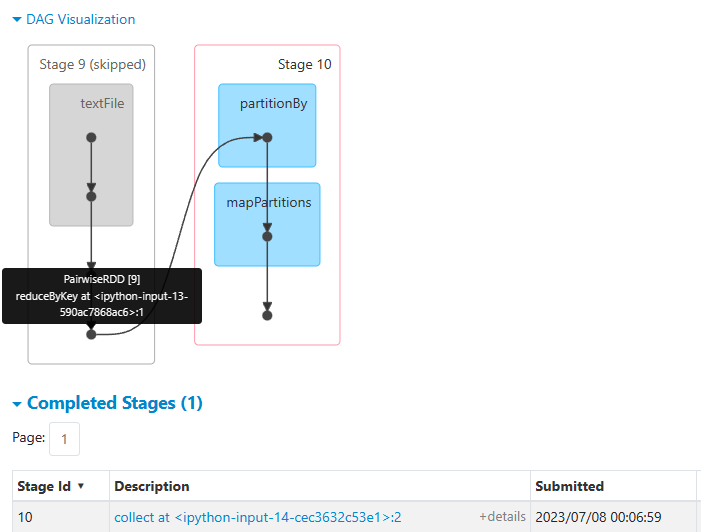 DAG Visualization
Stage 9 (skipped)
Stage 10
textFile
partitionBy
mapPartitions
PairwiseRDD [9]
reduceByKey at <ipython-input-13-
590ac7868ac6>:1
Completed Stages (1)
Page: 1
Stage Id ▾ Description Submitted
10 collect at <ipython-input-14-cec3632c53e1>:2 +details 2023/07/08 00:06:59